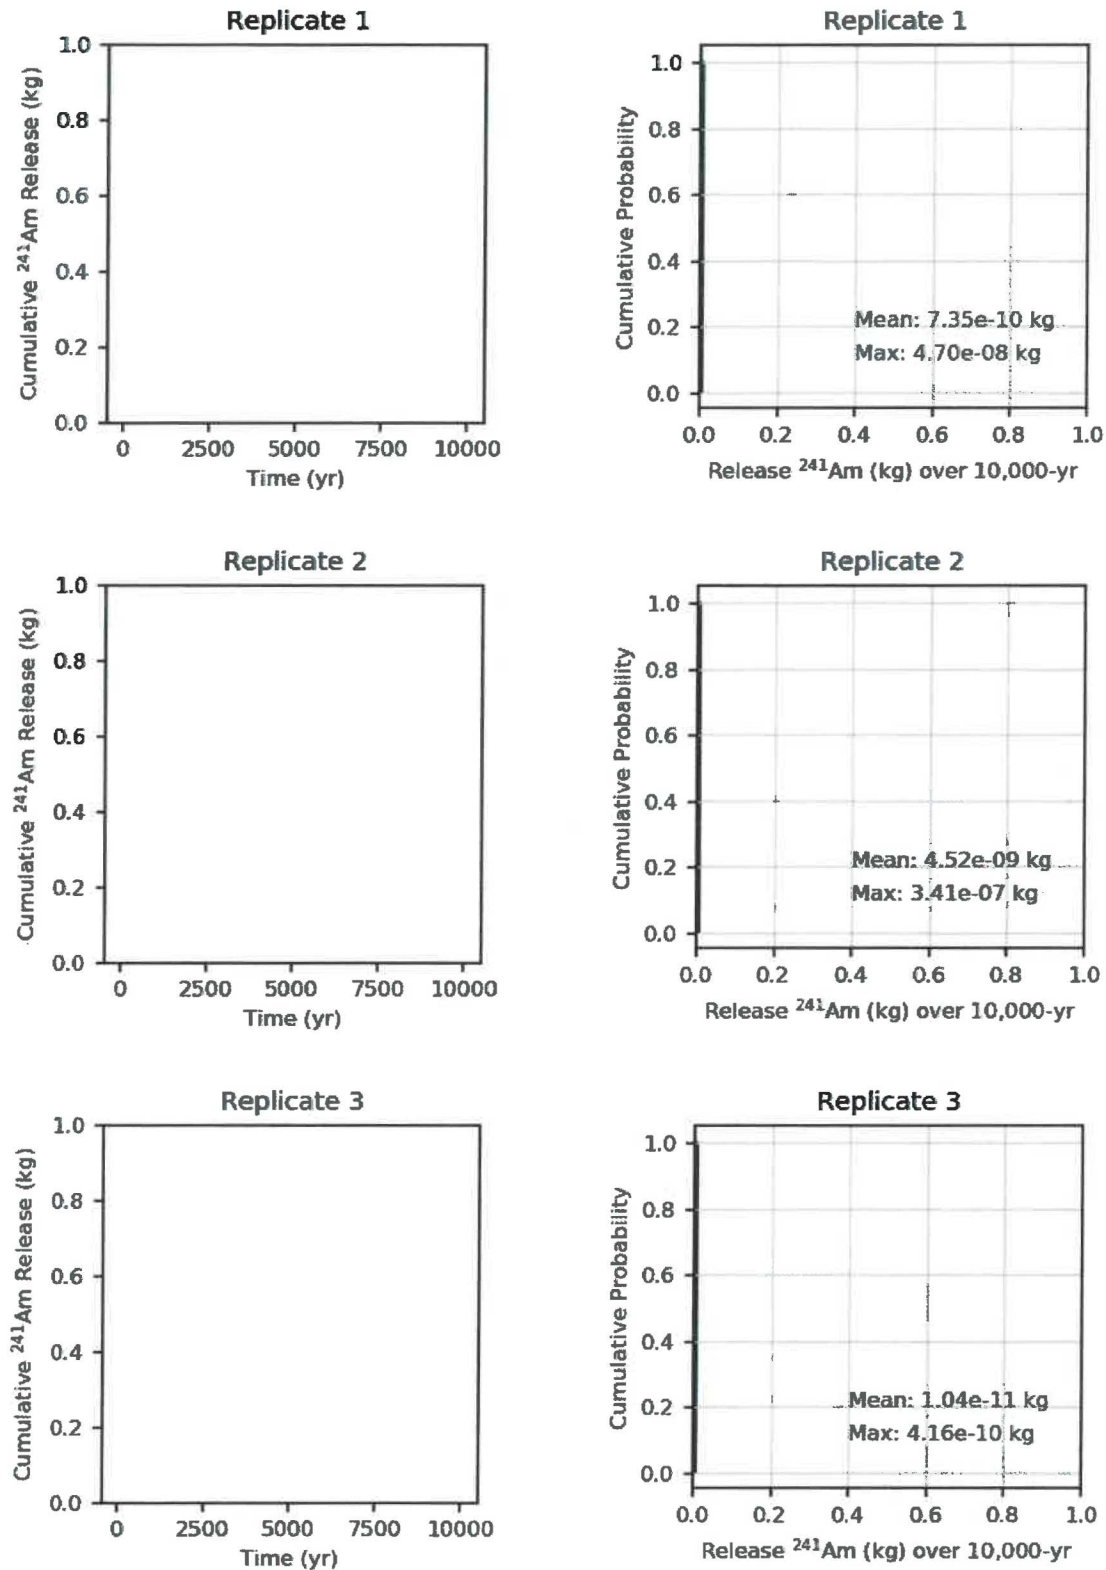 Replicate 1
Cumulative ²⁴¹Am Release (kg)
1.0
0.8
0.6
0.4
0.2
0.0
0 2500 5000 7500 10000
Time (yr)
Replicate 1
Cumulative Probability
1.0
0.8
0.6
0.4
0.2
0.0
Mean: 7.35e-10 kg
Max: 4.70e-08 kg
0.0 0.2 0.4 0.6 0.8 1.0
Release ²⁴¹Am (kg) over 10,000-yr
Replicate 2
Cumulative ²⁴¹Am Release (kg)
1.0
0.8
0.6
0.4
0.2
0.0
0 2500 5000 7500 10000
Time (yr)
Replicate 2
Cumulative Probability
1.0
0.8
0.6
0.4
0.2
0.0
Mean: 4.52e-09 kg
Max: 3.41e-07 kg
0.0 0.2 0.4 0.6 0.8 1.0
Release ²⁴¹Am (kg) over 10,000-yr
Replicate 3
Cumulative ²⁴¹Am Release (kg)
1.0
0.8
0.6
0.4
0.2
0.0
0 2500 5000 7500 10000
Time (yr)
Replicate 3
Cumulative Probability
1.0
0.8
0.6
0.4
0.2
0.0
Mean: 1.04e-11 kg
Max: 4.16e-10 kg
0.0 0.2 0.4 0.6 0.8 1.0
Release ²⁴¹Am (kg) over 10,000-yr